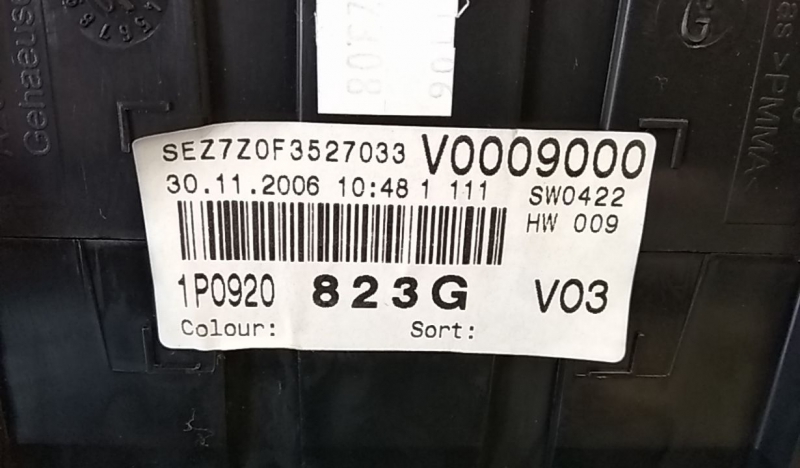 Gehaeuse
>PMMA<
SEZ7Z0F3527033 V0009000
30.11.2006 10:48 1 111 SW0422
HW 009
1P0920 823G V03
Colour: Sort: